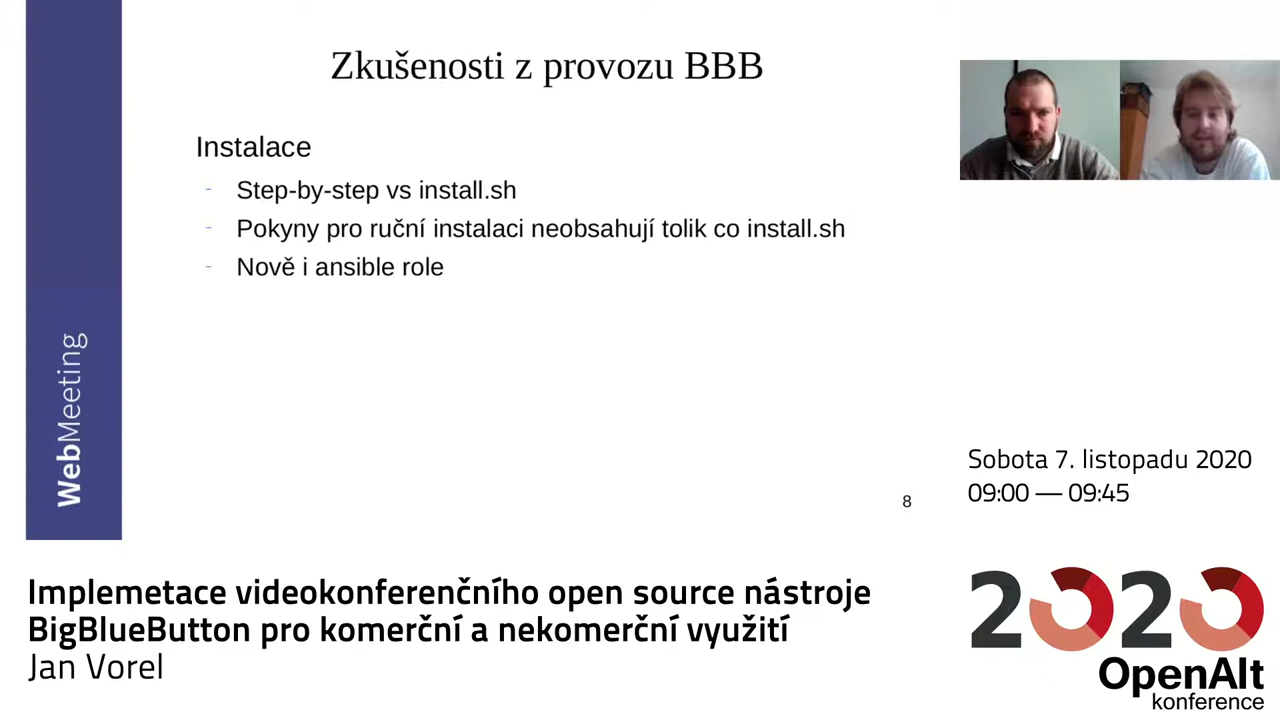 Zkušenosti z provozu BBB
Instalace
- Step-by-step vs install.sh
- Pokyny pro ruční instalaci neobsahují tolik co install.sh
- Nově i ansible role
WebMeeting
8
Sobota 7. listopadu 2020
09:00 — 09:45
Implemetace videokonferenčního open source nástroje
BigBlueButton pro komerční a nekomerční využití
Jan Vorel
2020
OpenAlt
konference